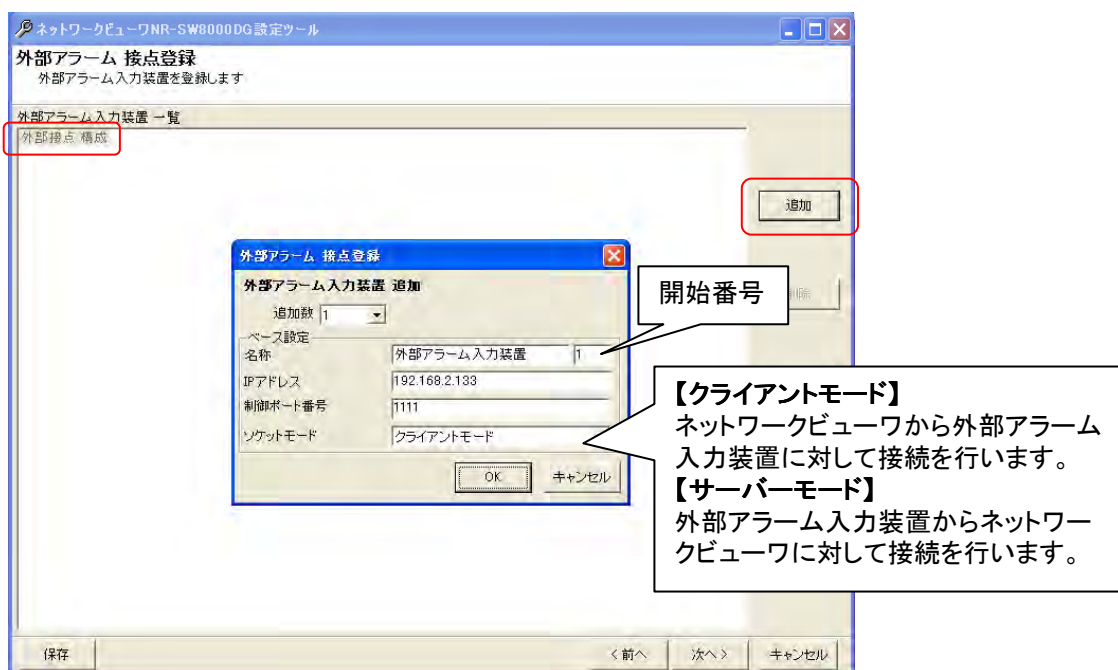 ネットワークビューワNR-SW8000DG設定ツール
外部アラーム 接点登録
外部アラーム入力装置を登録します
外部アラーム入力装置 一覧
外部接点 構成
追加
外部アラーム 接点登録
外部アラーム入力装置 追加
追加数 1
ベース設定
名称 外部アラーム入力装置 1
IPアドレス 192.168.2.133
制御ポート番号 1111
ソケットモード クライアントモード
OK キャンセル
開始番号
削除
【クライアントモード】
ネットワークビューワから外部アラーム
入力装置に対して接続を行います。
【サーバーモード】
外部アラーム入力装置からネットワー
クビューワに対して接続を行います。
保存
<前へ 次へ> キャンセル